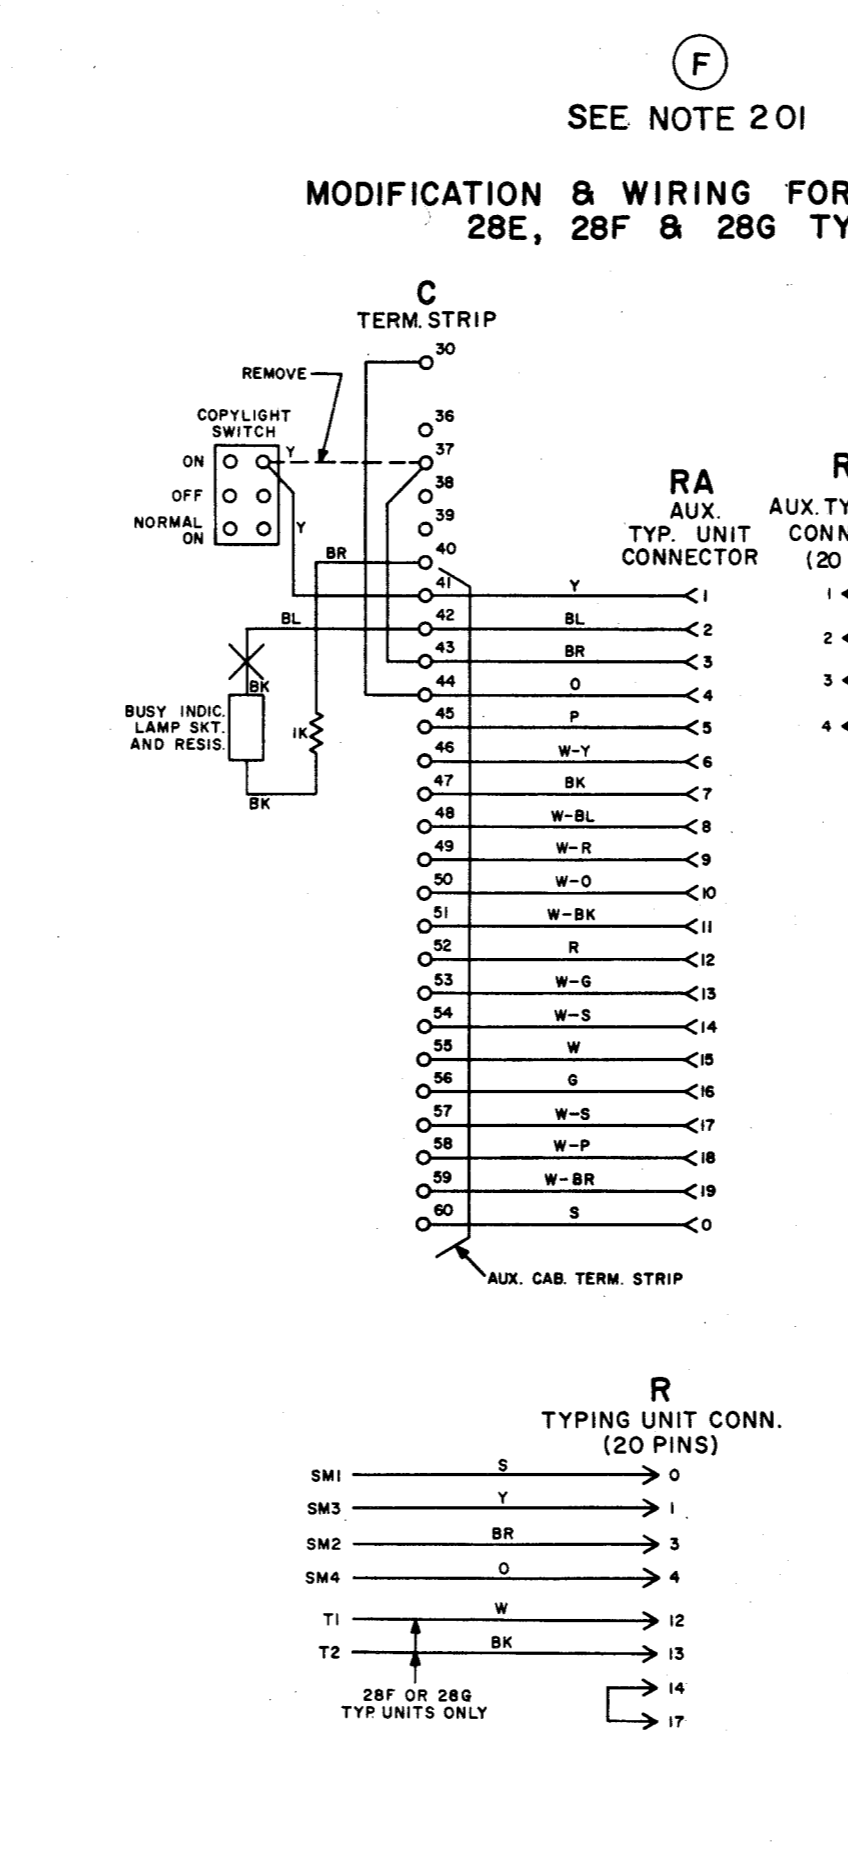 F
SEE NOTE 201
MODIFICATION & WIRING FOR
28E, 28F & 28G TY
C
TERM. STRIP
30
REMOVE
COPYLIGHT
SWITCH
36
Y
37
ON
38
OFF
39
NORMAL
ON
Y
BR
40
RA
AUX.
TYP. UNIT
CONNECTOR
R
AUX. TY
CONN
(20
41 Y 1
BL 42 BL 2
43 BR 3
44 O 4
45 P 5
46 W-Y 6
47 BK 7
48 W-BL 8
49 W-R 9
50 W-O 10
51 W-BK 11
52 R 12
53 W-G 13
54 W-S 14
55 W 15
56 G 16
57 W-S 17
58 W-P 18
59 W-BR 19
60 S 0
1
2
3
4
BK
BUSY INDIC.
LAMP SKT.
AND RESIS.
1K
BK
AUX. CAB. TERM. STRIP
R
TYPING UNIT CONN.
(20 PINS)
SM1 S 0
SM3 Y 1
SM2 BR 3
SM4 O 4
T1 W 12
T2 BK 13
28F OR 28G
TYP. UNITS ONLY
14
17